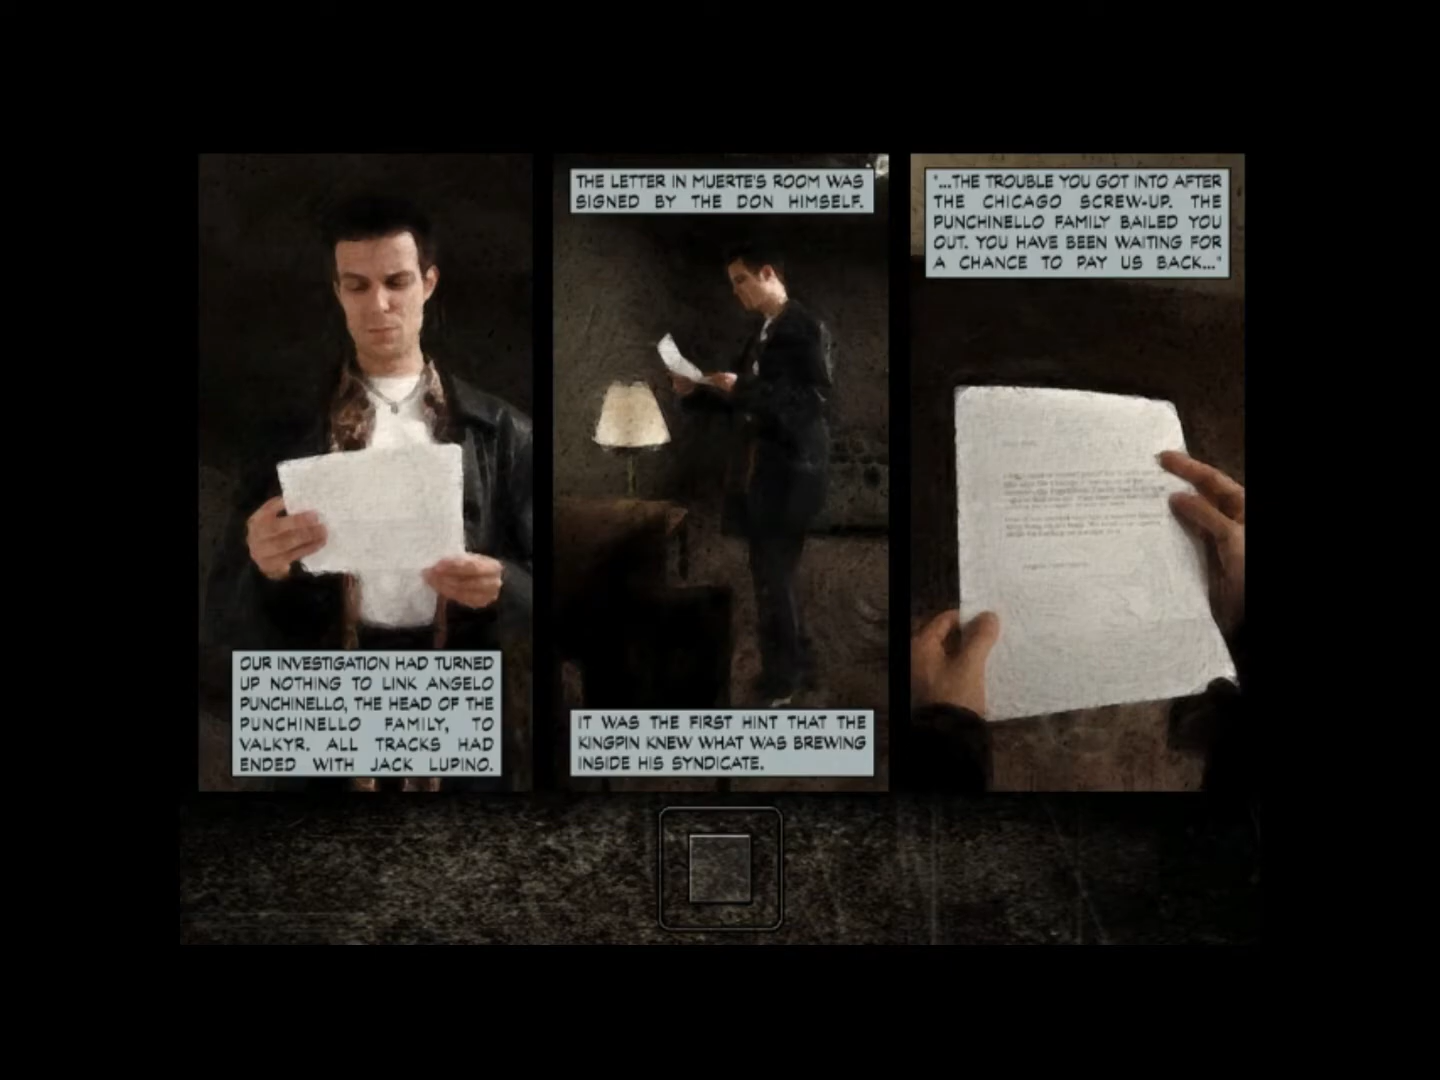 OUR INVESTIGATION HAD TURNED
UP NOTHING TO LINK ANGELO
PUNCHINELLO, THE HEAD OF THE
PUNCHINELLO FAMILY, TO
VALKYR. ALL TRACKS HAD
ENDED WITH JACK LUPINO.
THE LETTER IN MUERTE'S ROOM WAS
SIGNED BY THE DON HIMSELF.
IT WAS THE FIRST HINT THAT THE
KINGPIN KNEW WHAT WAS BREWING
INSIDE HIS SYNDICATE.
"...THE TROUBLE YOU GOT INTO AFTER
THE CHICAGO SCREW-UP. THE
PUNCHINELLO FAMILY BAILED YOU
OUT. YOU HAVE BEEN WAITING FOR
A CHANCE TO PAY US BACK..."